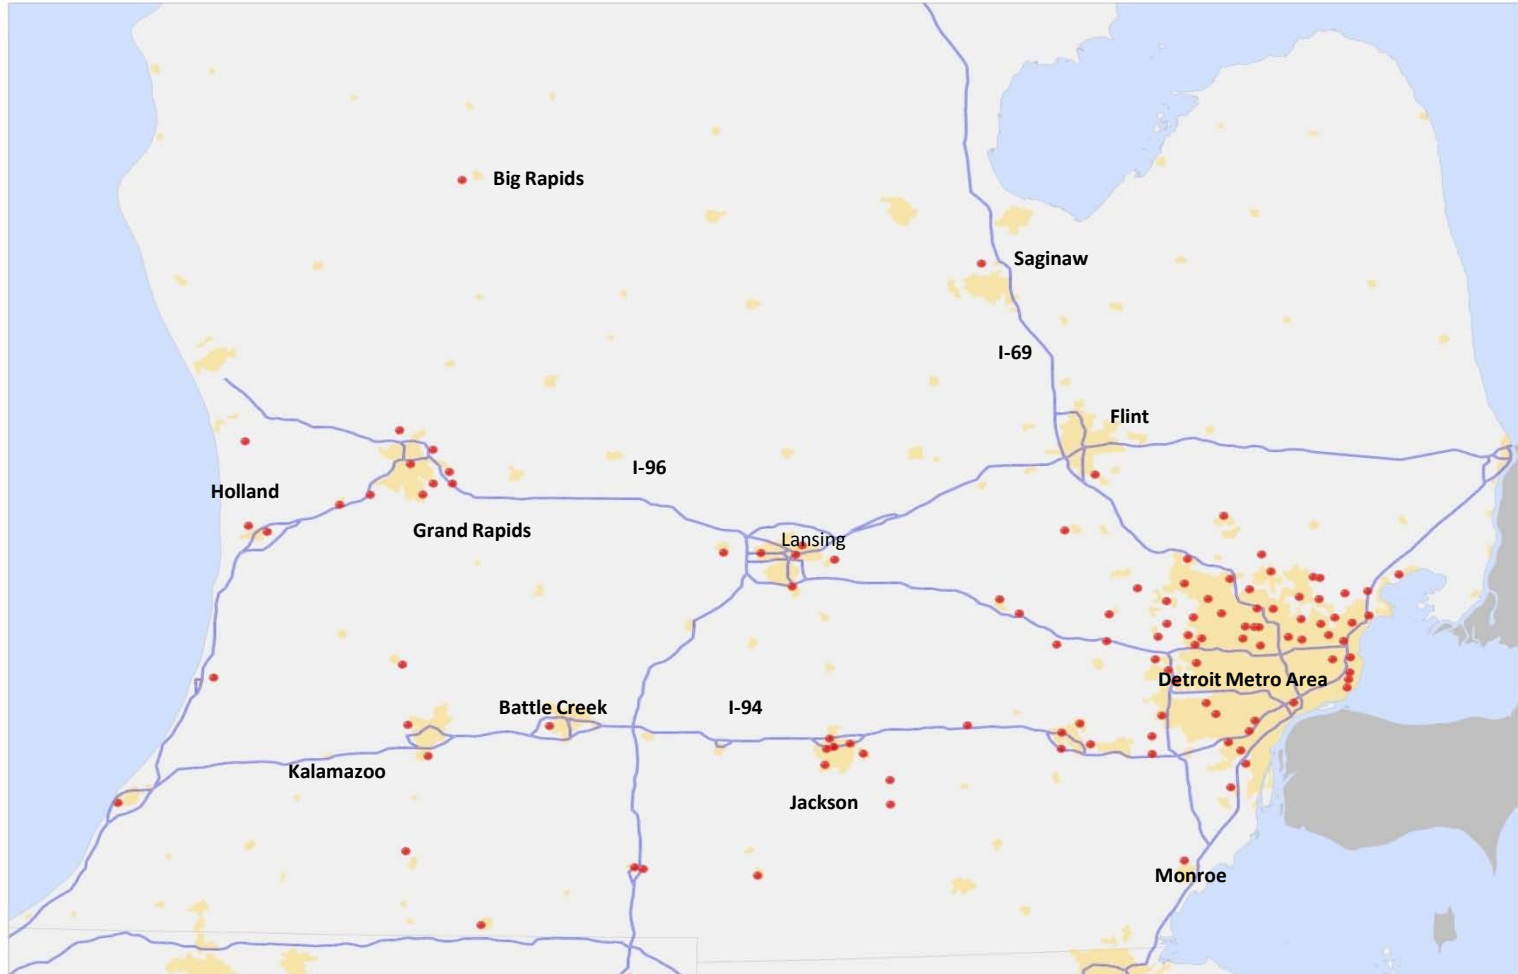 Big Rapids
Saginaw
I-69
Flint
I-96
Holland
Grand Rapids
Lansing
Detroit Metro Area
Battle Creek
I-94
Kalamazoo
Jackson
Monroe